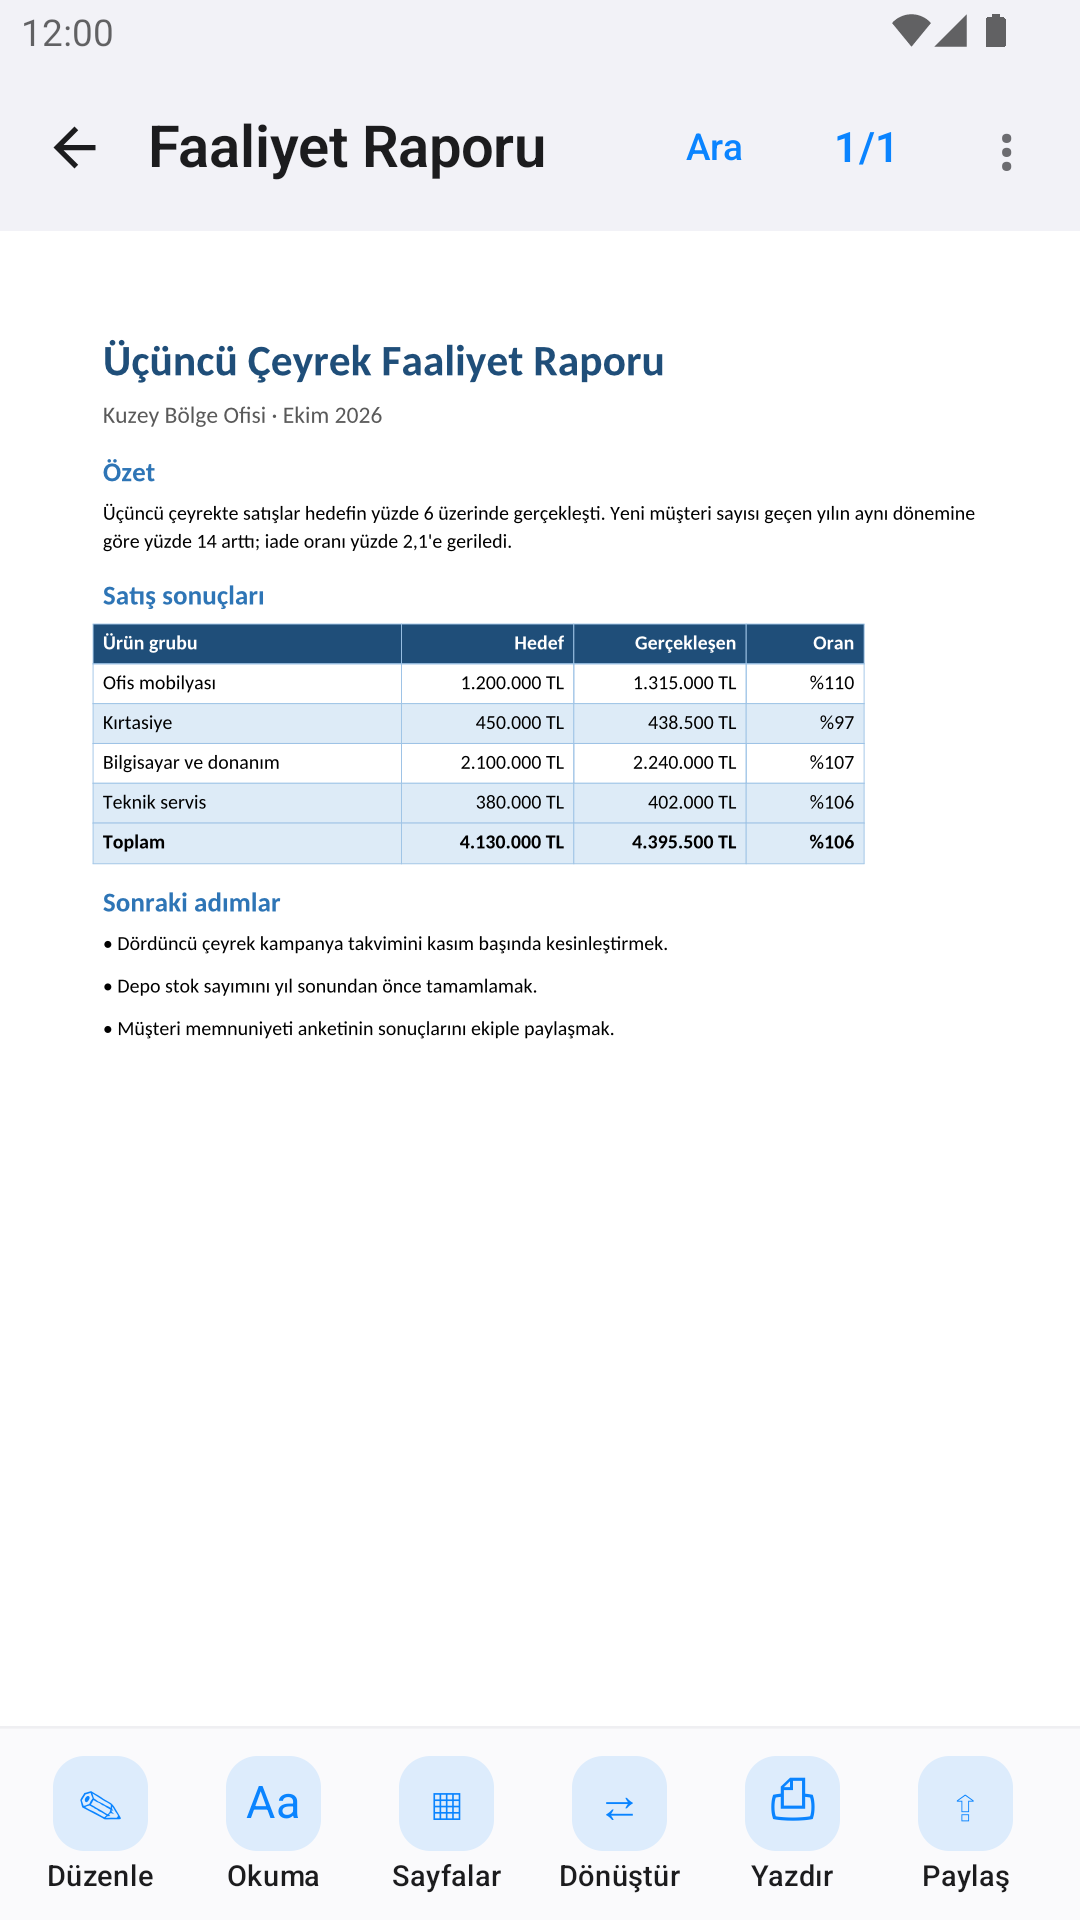 12:00
Faaliyet Raporu Ara 1/1
Üçüncü Çeyrek Faaliyet Raporu
Kuzey Bölge Ofisi · Ekim 2026
Özet
Üçüncü çeyrekte satışlar hedefin yüzde 6 üzerinde gerçekleşti. Yeni müşteri sayısı geçen yılın aynı dönemine
göre yüzde 14 arttı; iade oranı yüzde 2,1'e geriledi.
Satış sonuçları
Ürün grubu Hedef Gerçekleşen Oran
Ofis mobilyası 1.200.000 TL 1.315.000 TL %110
Kırtasiye 450.000 TL 438.500 TL %97
Bilgisayar ve donanım 2.100.000 TL 2.240.000 TL %107
Teknik servis 380.000 TL 402.000 TL %106
Toplam 4.130.000 TL 4.395.500 TL %106
Sonraki adımlar
• Dördüncü çeyrek kampanya takvimini kasım başında kesinleştirmek.
• Depo stok sayımını yıl sonundan önce tamamlamak.
• Müşteri memnuniyeti anketinin sonuçlarını ekiple paylaşmak.
Aa
Düzenle Okuma Sayfalar Dönüştür Yazdır Paylaş